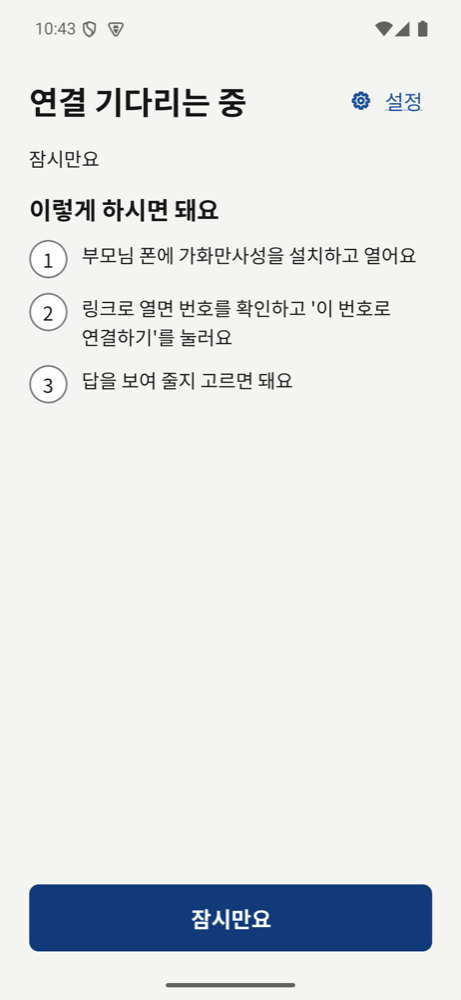 10:43
연결 기다리는 중
설정
잠시만요
이렇게 하시면 돼요
1 부모님 폰에 가화만사성을 설치하고 열어요
2 링크로 열면 번호를 확인하고 '이 번호로
연결하기'를 눌러요
3 답을 보여 줄지 고르면 돼요
잠시만요